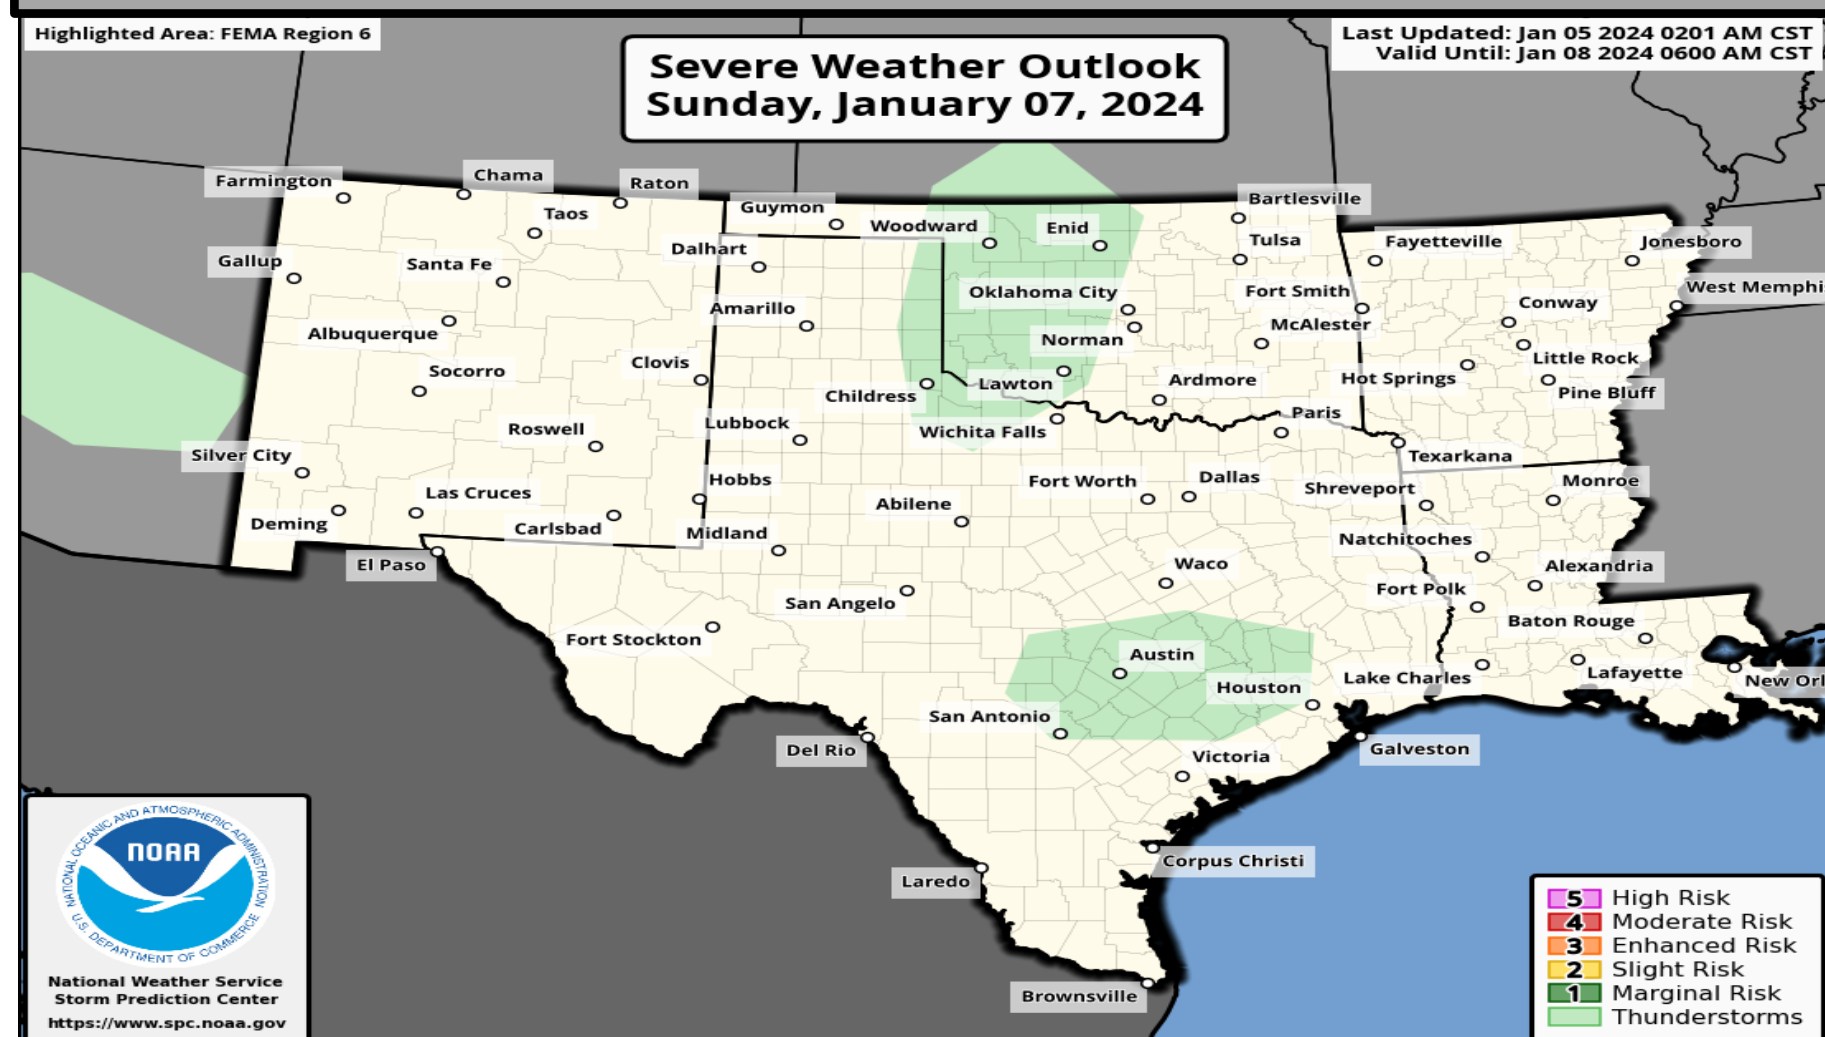 Highlighted Area: FEMA Region 6
Last Updated: Jan 05 2024 0201 AM CST
Valid Until: Jan 08 2024 0600 AM CST
Severe Weather Outlook
Sunday, January 07, 2024
Farmington
Chama
Raton
Taos
Guymon
Woodward
Enid
Bartlesville
Tulsa
Fayetteville
Jonesboro
Gallup
Santa Fe
Dalhart
Oklahoma City
Fort Smith
West Memphi
Amarillo
Conway
Albuquerque
Norman
McAlester
Little Rock
Socorro
Clovis
Childress
Lawton
Ardmore
Hot Springs
Pine Bluff
Roswell
Lubbock
Wichita Falls
Paris
Silver City
Texarkana
Las Cruces
Hobbs
Abilene
Fort Worth
Dallas
Shreveport
Monroe
Deming
Carlsbad
Midland
Natchitoches
El Paso
Waco
Alexandria
San Angelo
Fort Polk
Fort Stockton
Austin
Baton Rouge
Houston
Lake Charles
Lafayette
New Orl
San Antonio
Del Rio
Victoria
Galveston
Corpus Christi
Laredo
Brownsville
NATIONAL OCEANIC AND ATMOSPHERIC ADMINISTRATION
NOAA
U.S. DEPARTMENT OF COMMERCE
National Weather Service
Storm Prediction Center
https://www.spc.noaa.gov
5 High Risk
4 Moderate Risk
3 Enhanced Risk
2 Slight Risk
1 Marginal Risk
Thunderstorms